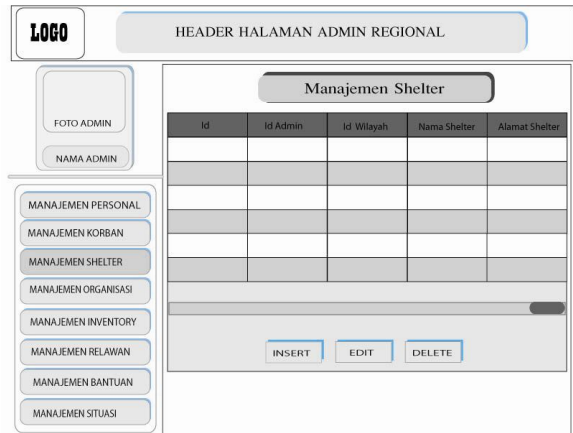 LOGO
HEADER HALAMAN ADMIN REGIONAL
FOTO ADMIN
NAMA ADMIN
MANAJEMEN PERSONAL
MANAJEMEN KORBAN
MANAJEMEN SHELTER
MANAJEMEN ORGANISASI
MANAJEMEN INVENTORY
MANAJEMEN RELAWAN
MANAJEMEN BANTUAN
MANAJEMEN SITUASI
Manajemen Shelter
Id Id Admin Id Wilayah Nama Shelter Alamat Shelter
INSERT EDIT DELETE